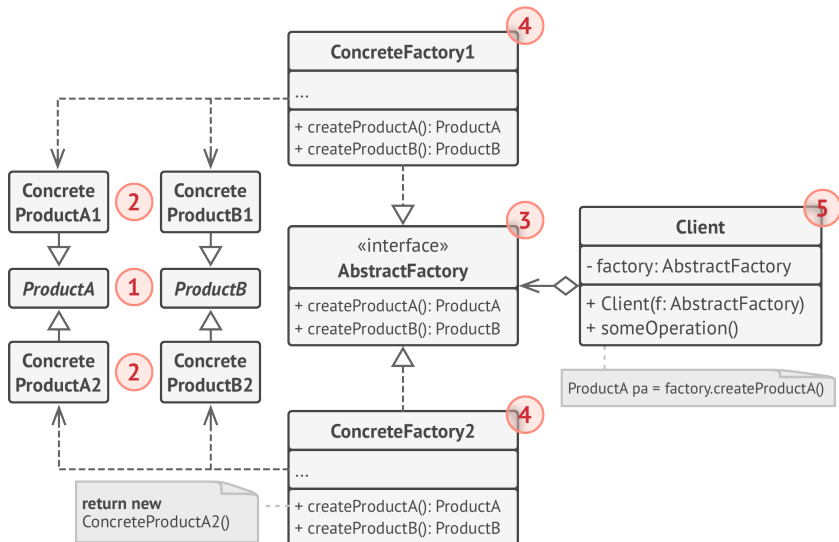 4
ConcreteFactory1
...
+ createProductA(): ProductA
+ createProductB(): ProductB
Concrete
ProductA1
2
Concrete
ProductB1
3
«interface»
AbstractFactory
+ createProductA(): ProductA
+ createProductB(): ProductB
5
Client
- factory: AbstractFactory
+ Client(f: AbstractFactory)
+ someOperation()
ProductA
1
ProductB
Concrete
ProductA2
2
Concrete
ProductB2
ProductA pa = factory.createProductA()
4
ConcreteFactory2
...
+ createProductA(): ProductA
+ createProductB(): ProductB
return new
ConcreteProductA2()